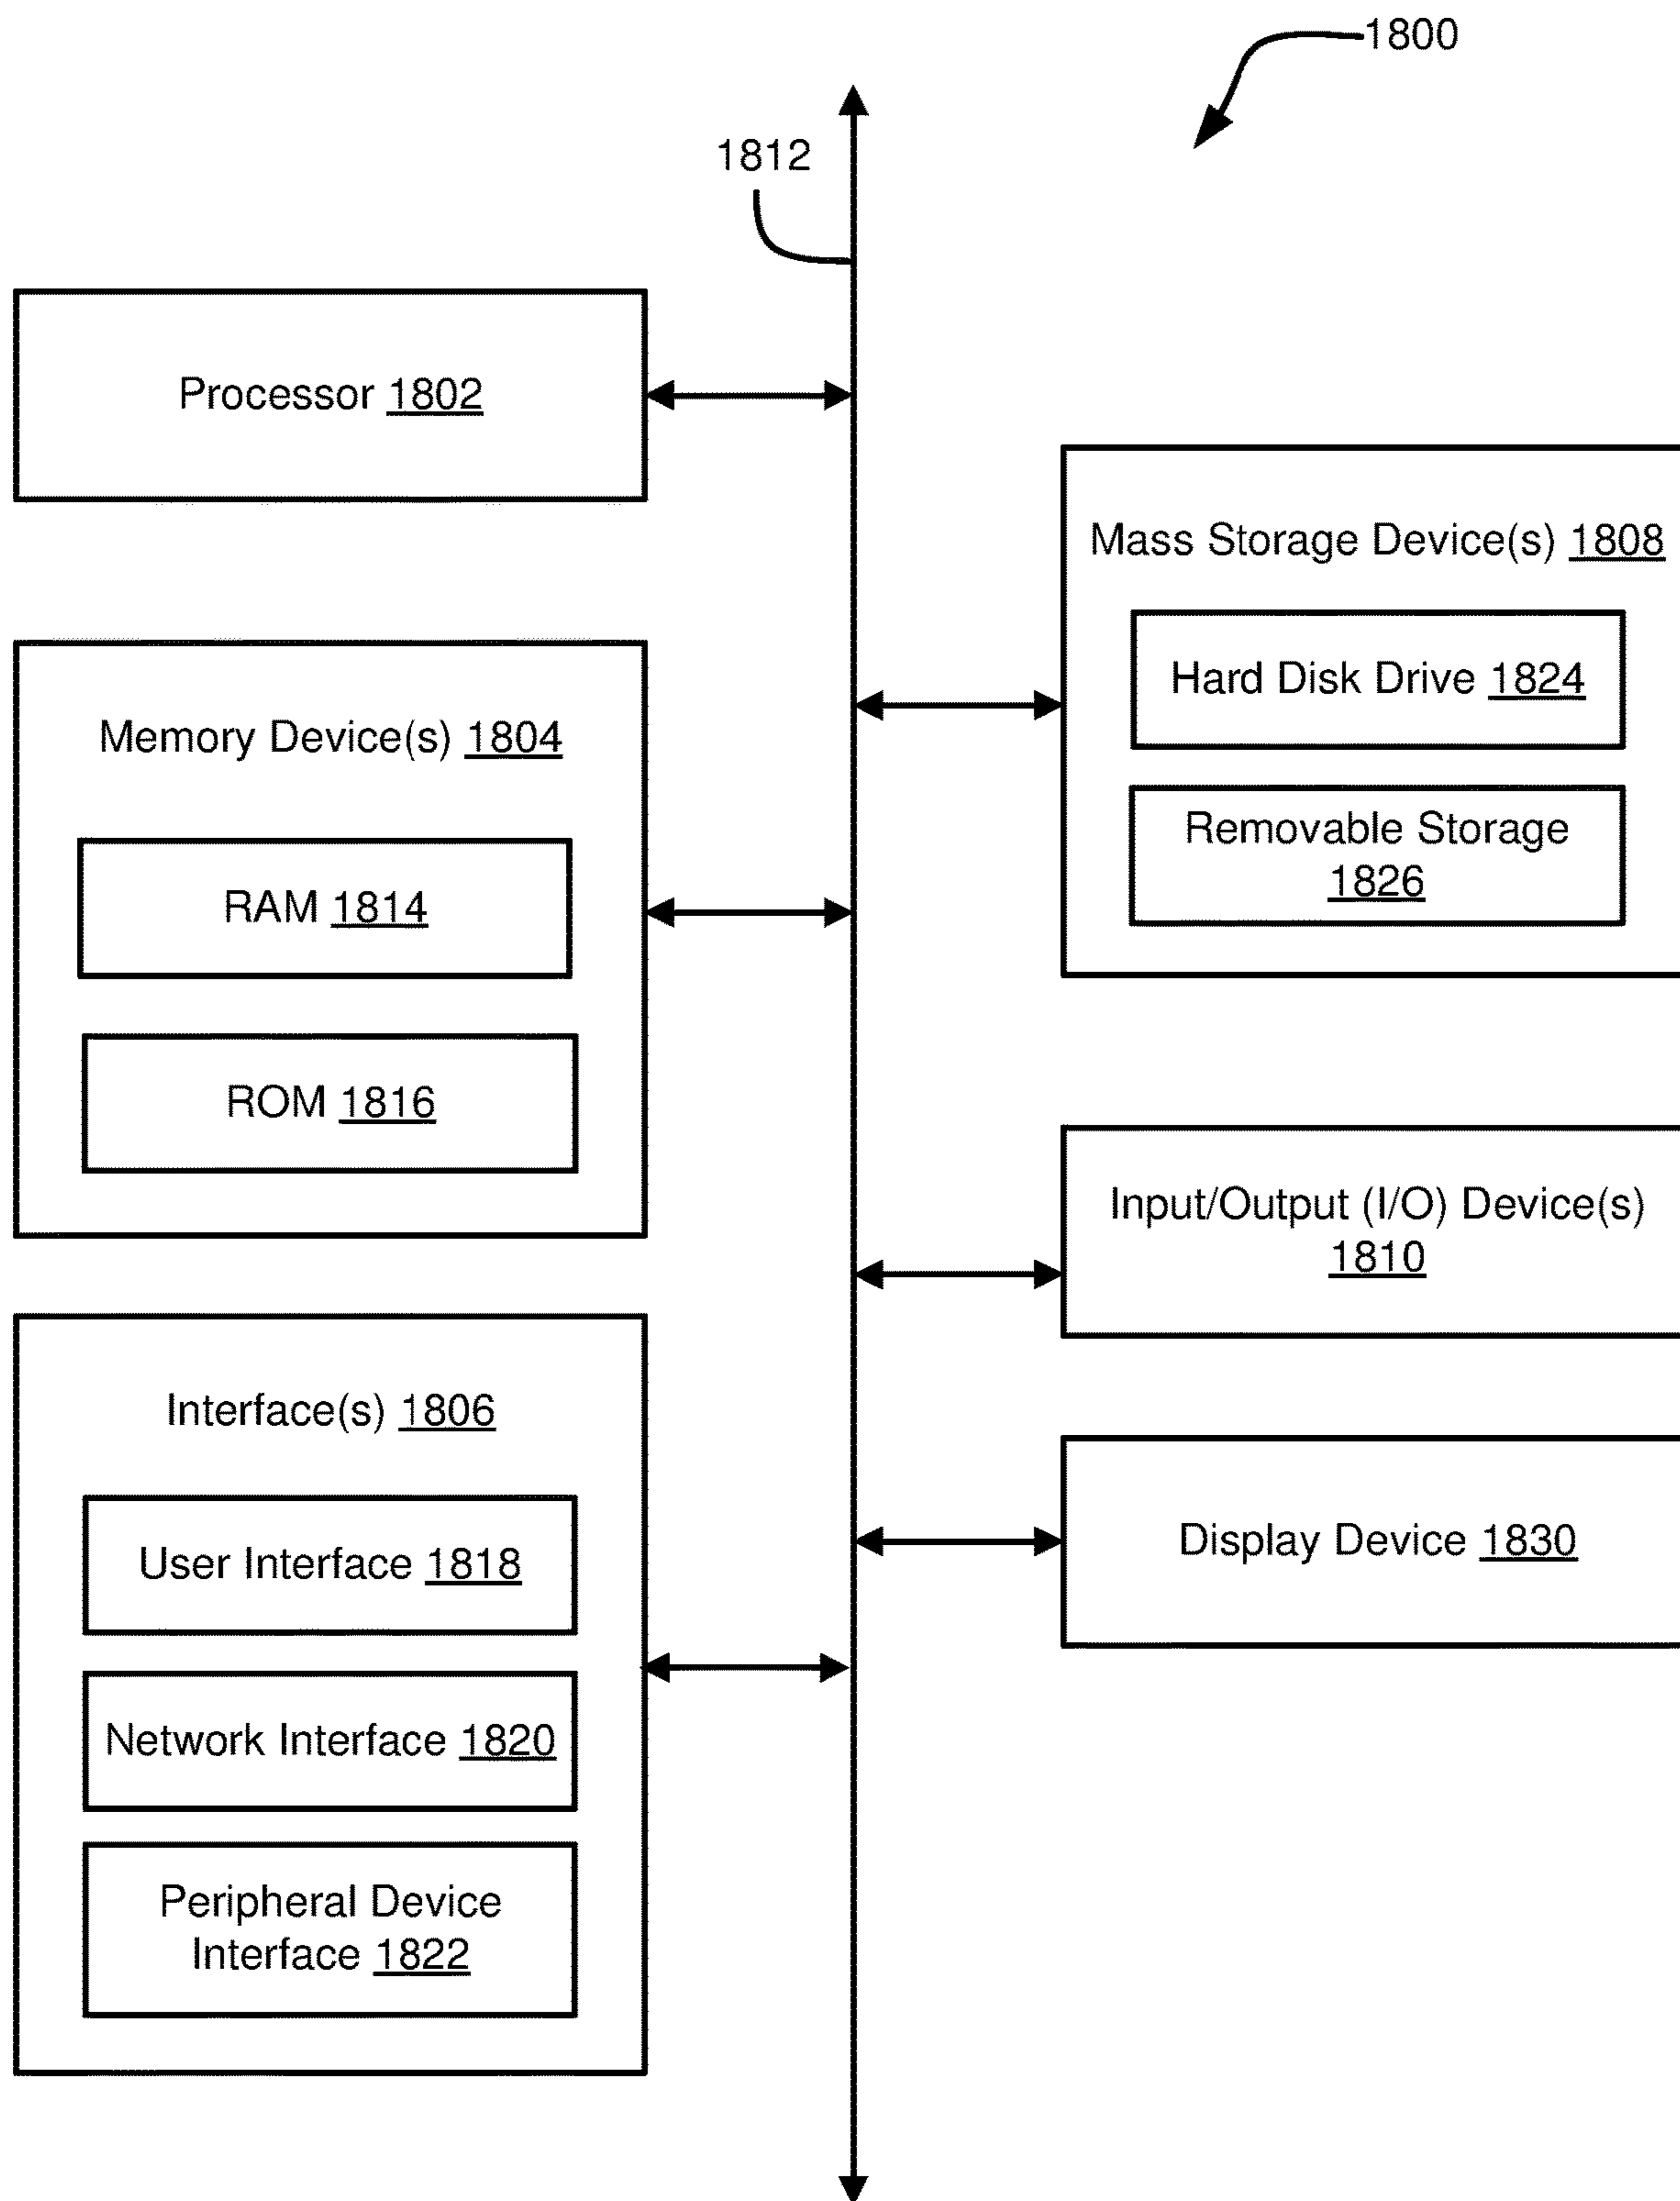 1800
1812
Processor 1802
Mass Storage Device(s) 1808
Hard Disk Drive 1824
Removable Storage
1826
Memory Device(s) 1804
RAM 1814
ROM 1816
Input/Output (I/O) Device(s)
1810
Interface(s) 1806
User Interface 1818
Network Interface 1820
Peripheral Device
Interface 1822
Display Device 1830